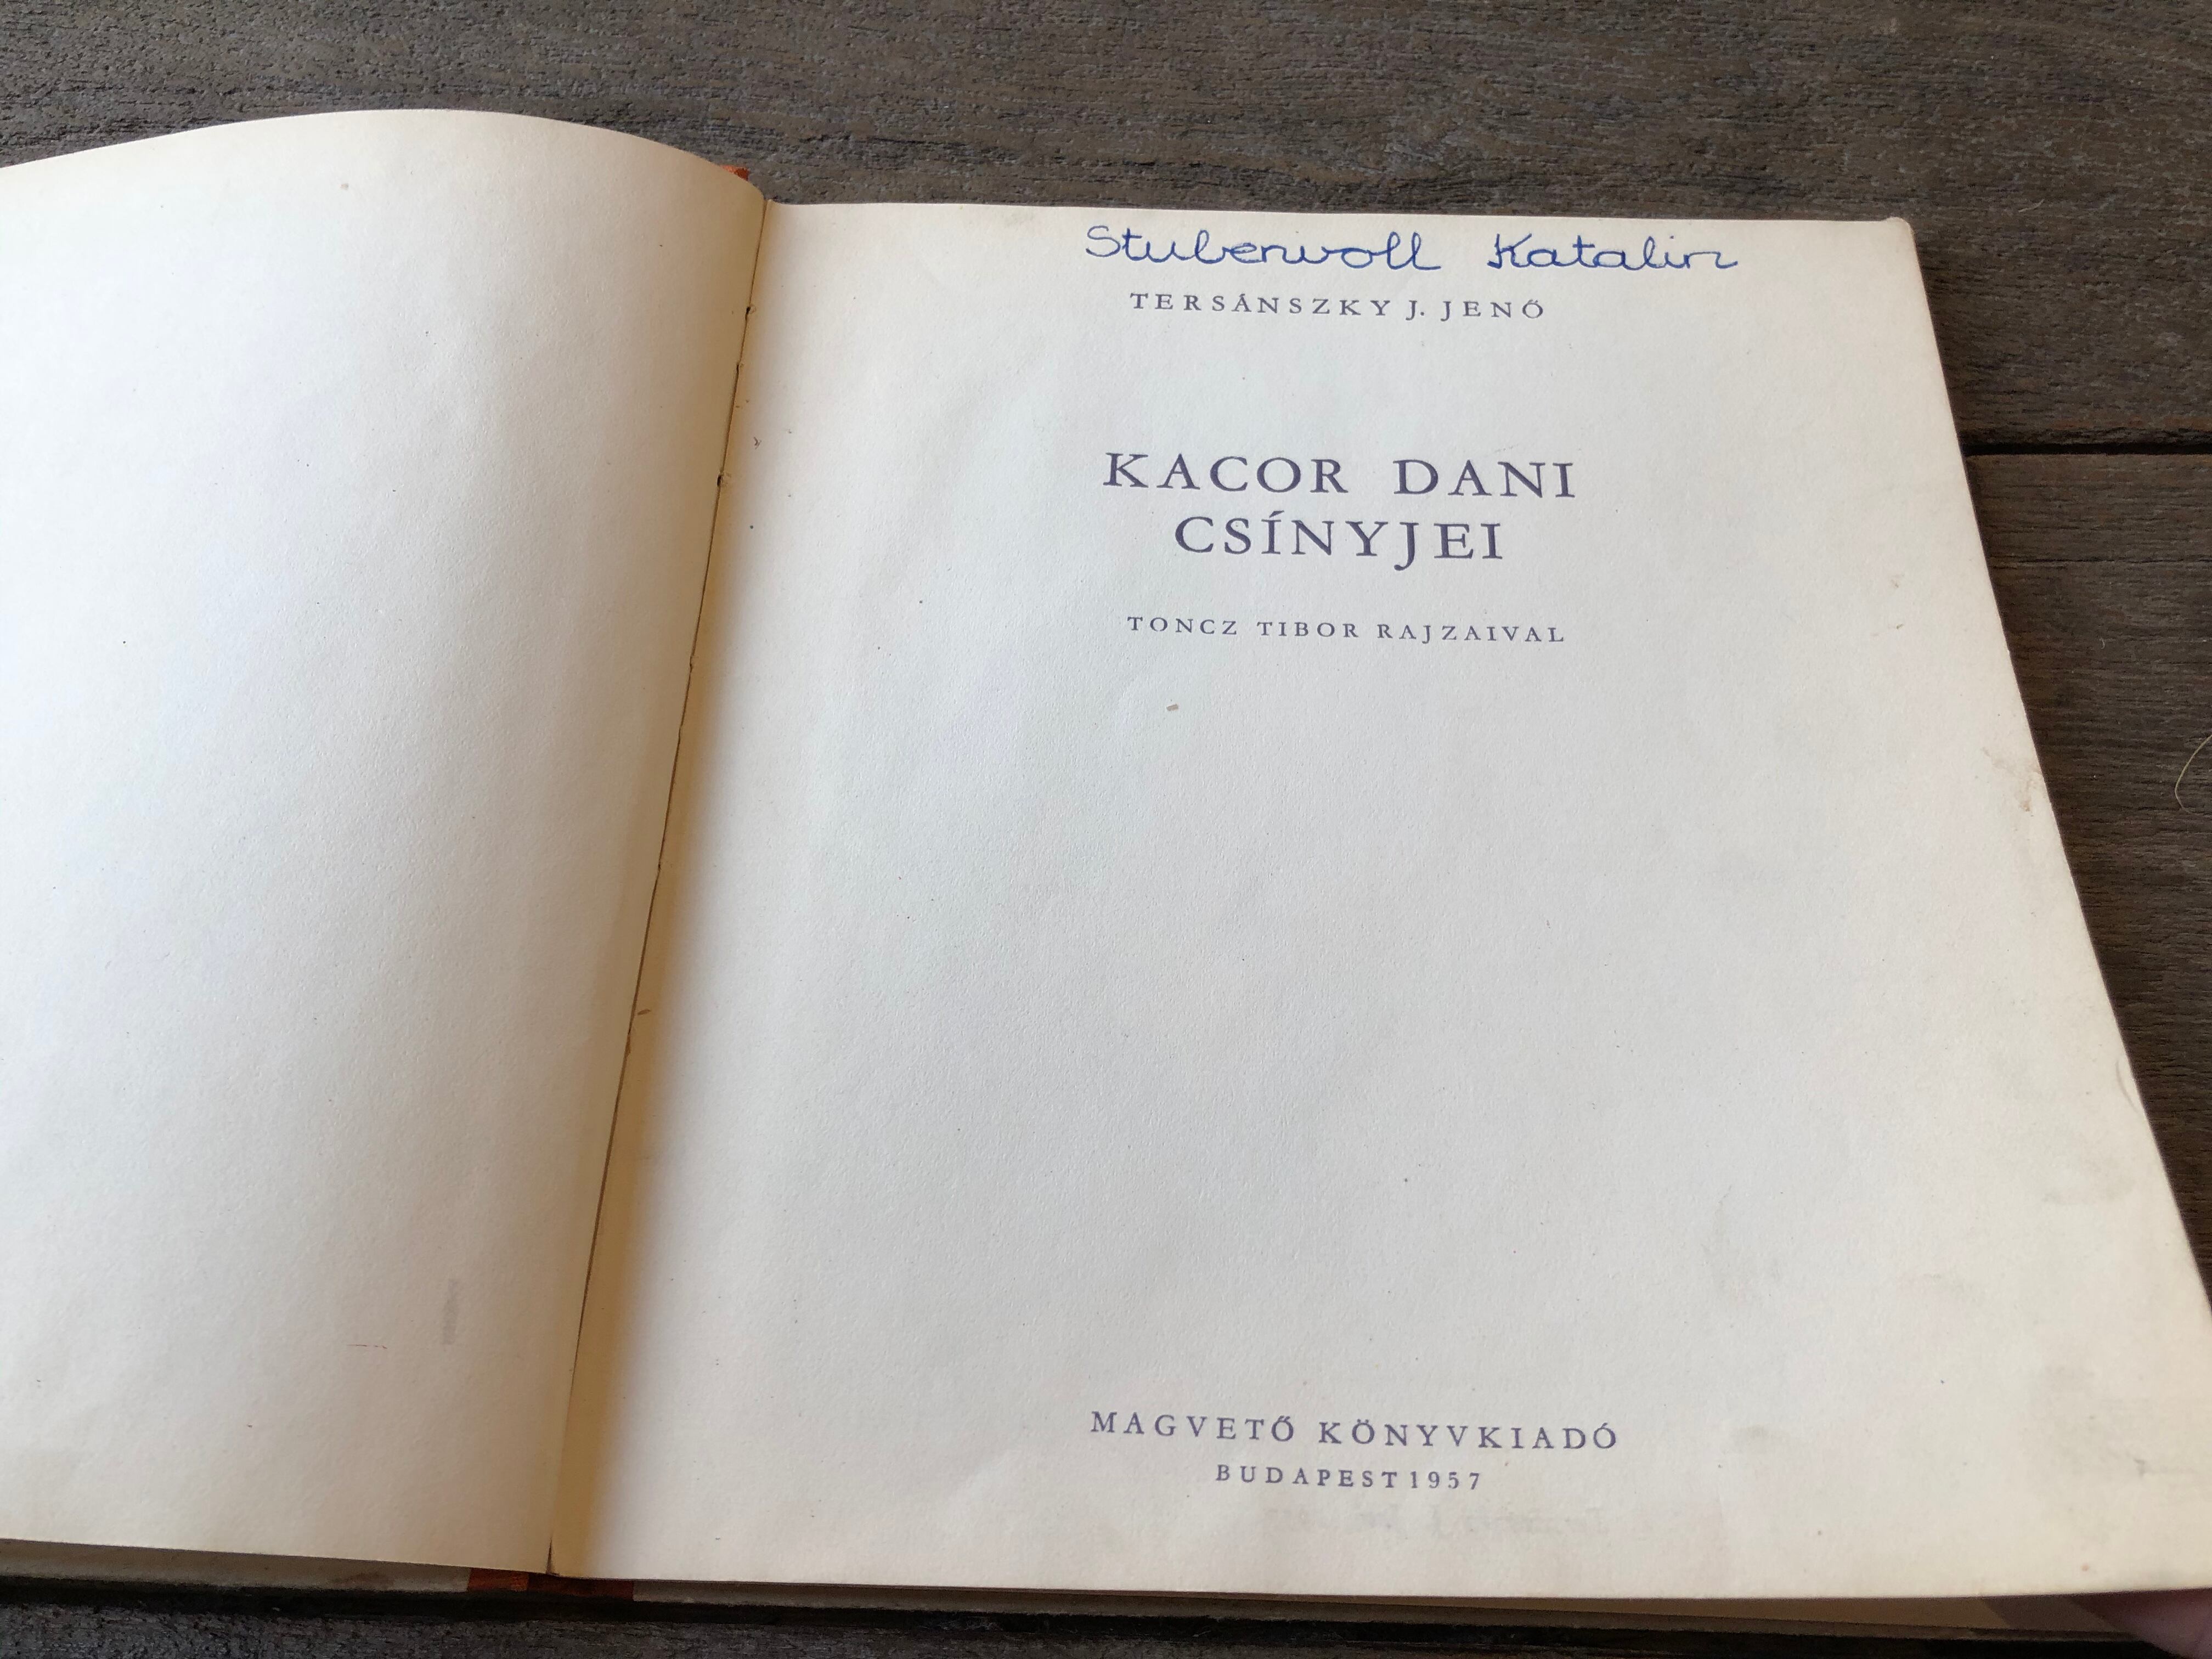 Stubenvoll Katalin
TERSÁNSZKY J. JENŐ
KACOR DANI
CSÍNYJEI
TONCZ TIBOR RAJZAIVAL
MAGVETŐ KÖNYVKIADÓ
BUDAPEST 1957